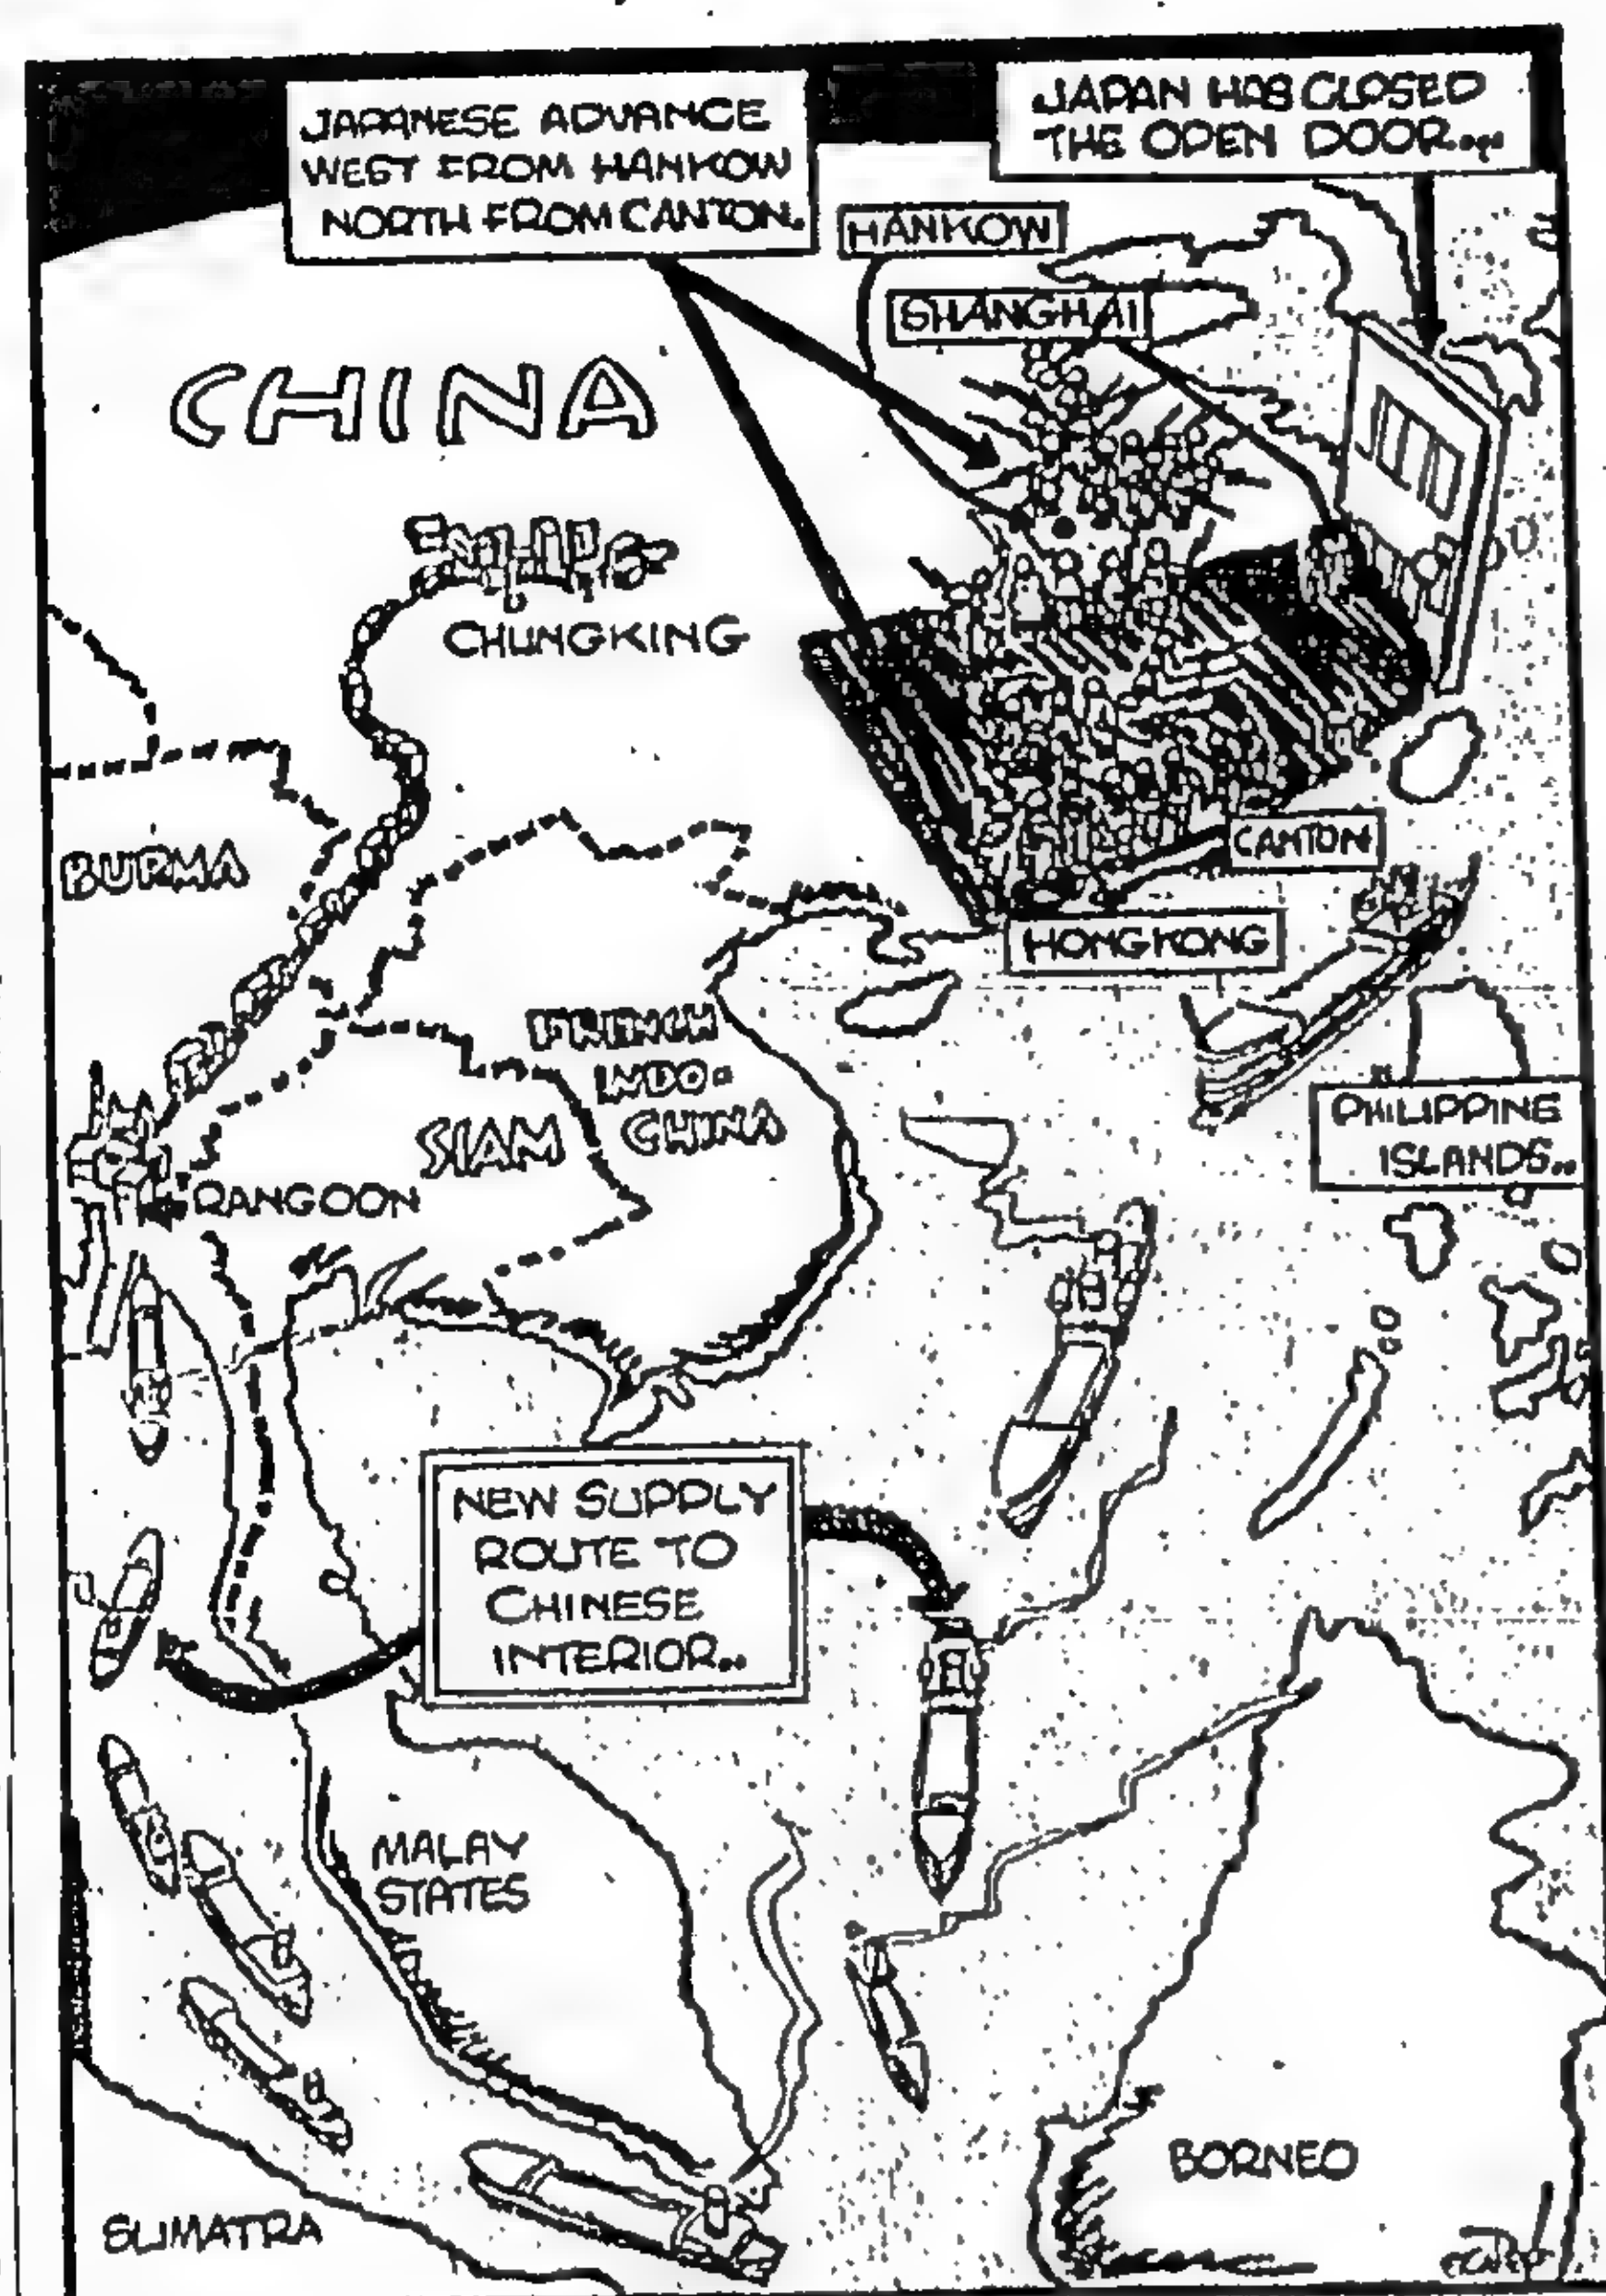 JAPANESE ADVANCE
WEST FROM HANKOW
NORTH FROM CANTON.
JAPAN HAS CLOSED
THE OPEN DOOR...
HANKOW
SHANGHAI
CHINA
CHUNGKING
BURMA
CANTON
HONGKONG
FRENCH
INDO-
CHINA
SIAM
PHILIPPINE
ISLANDS..
RANGOON
NEW SUPPLY
ROUTE TO
CHINESE
INTERIOR..
MALAY
STATES
BORNEO
SUMATRA